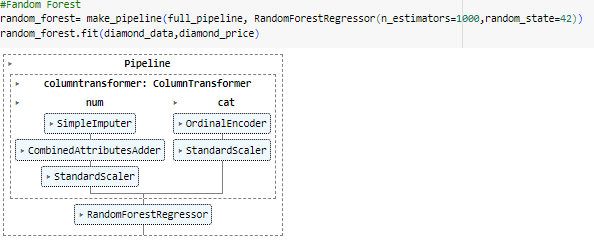 #Fandom Forest
random_forest= make_pipeline(full_pipeline, RandomForestRegressor(n_estimators=1000,random_state=42))
random_forest.fit(diamond_data,diamond_price)
Pipeline
columntransformer: ColumnTransformer
num cat
SimpleImputer OrdinalEncoder
CombinedAttributesAdder StandardScaler
StandardScaler
RandomForestRegressor